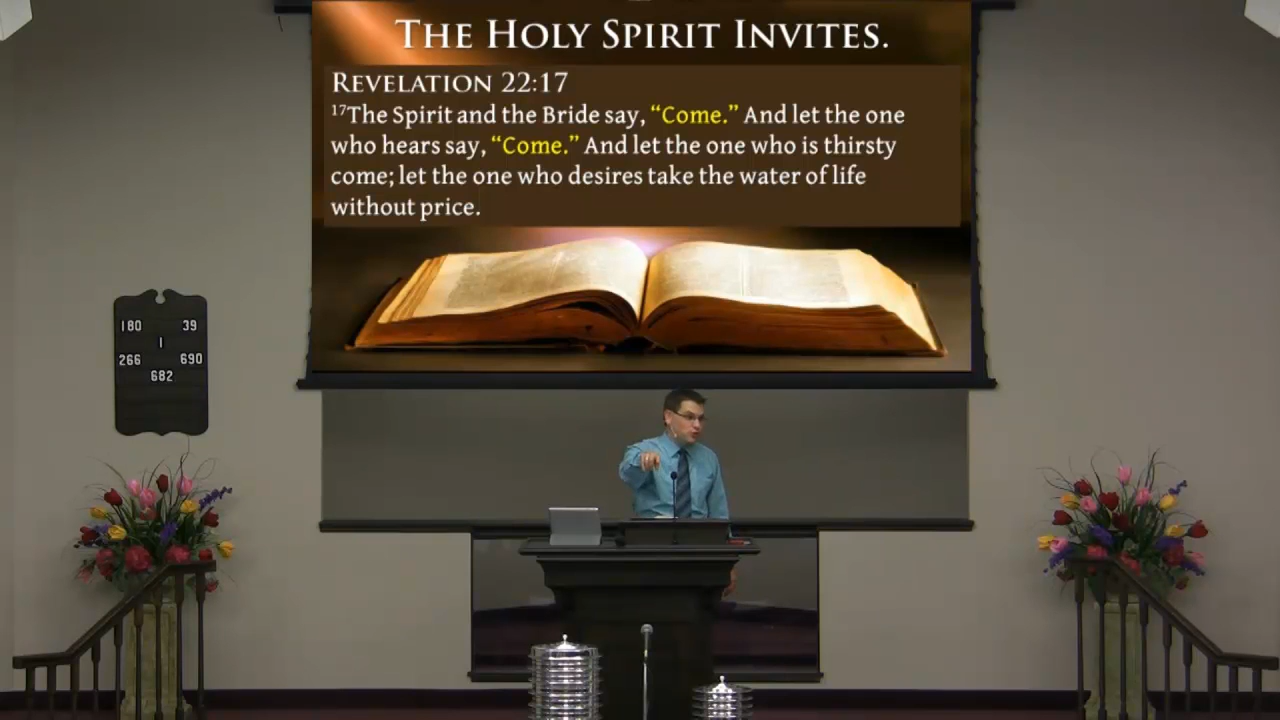 THE HOLY SPIRIT INVITES.
REVELATION 22:17
17The Spirit and the Bride say, “Come.” And let the one
who hears say, “Come.” And let the one who is thirsty
come; let the one who desires take the water of life
without price.
180 39
1
266 690
682